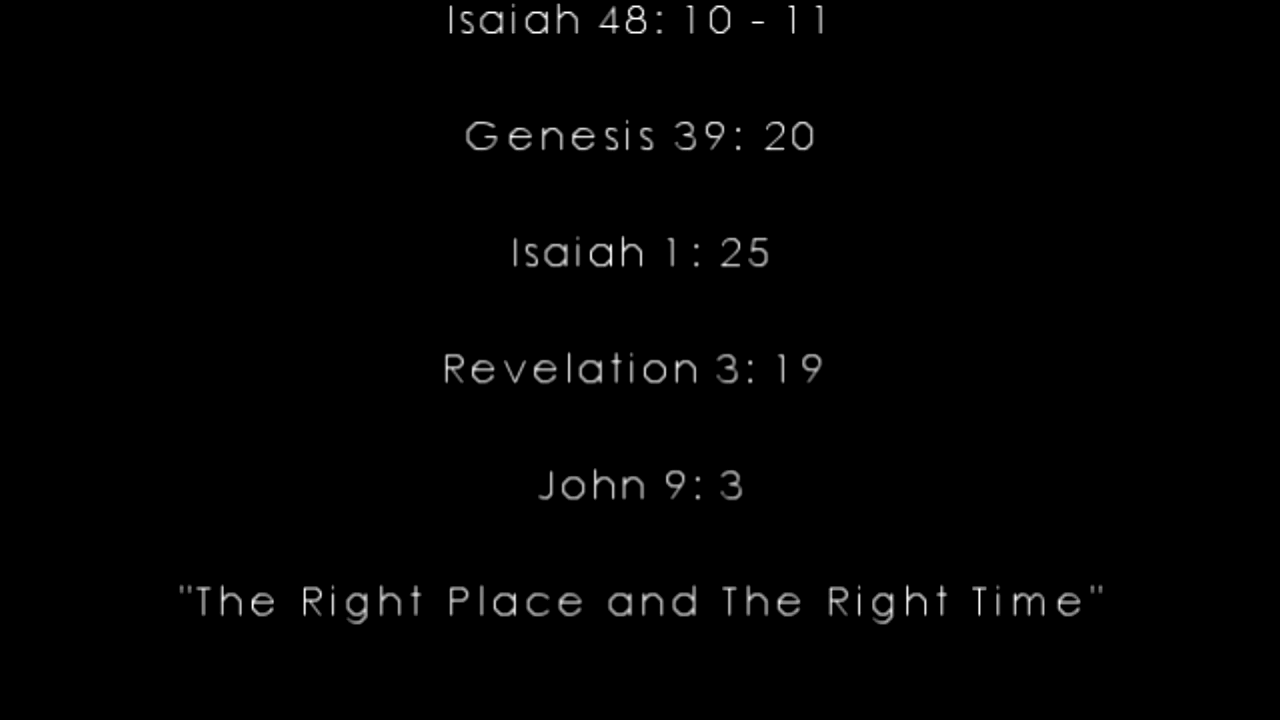 Isaiah 48: 10 - 11
Genesis 39: 20
Isaiah 1: 25
Revelation 3: 19
John 9: 3
"The Right Place and The Right Time"